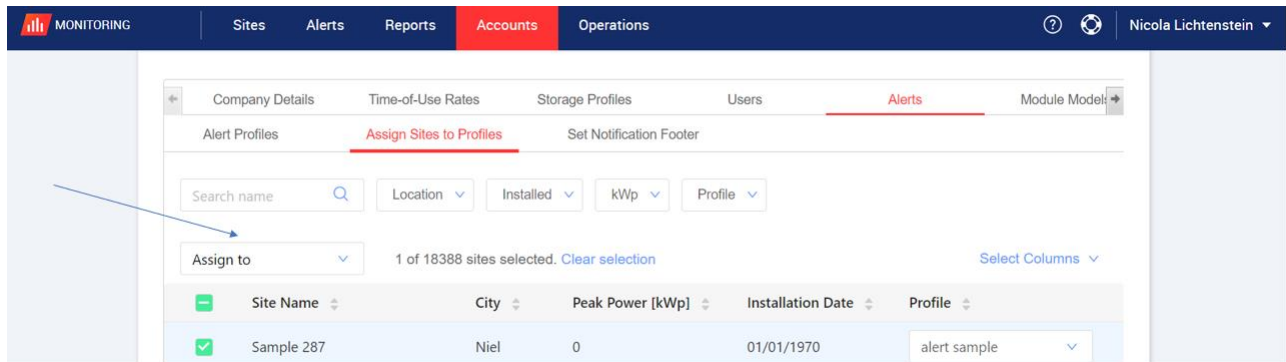 MONITORING Sites Alerts Reports Accounts Operations Nicola Lichtenstein
Company Details Time-of-Use Rates Storage Profiles Users Alerts Module Models
Alert Profiles Assign Sites to Profiles Set Notification Footer
Search name Location Installed kWp Profile
Assign to 1 of 18388 sites selected. Clear selection Select Columns
Site Name City Peak Power [kWp] Installation Date Profile
Sample 287 Niel 0 01/01/1970 alert sample